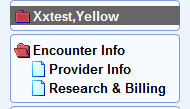 Xxtest,Yellow
Encounter Info
Provider Info
Research & Billing